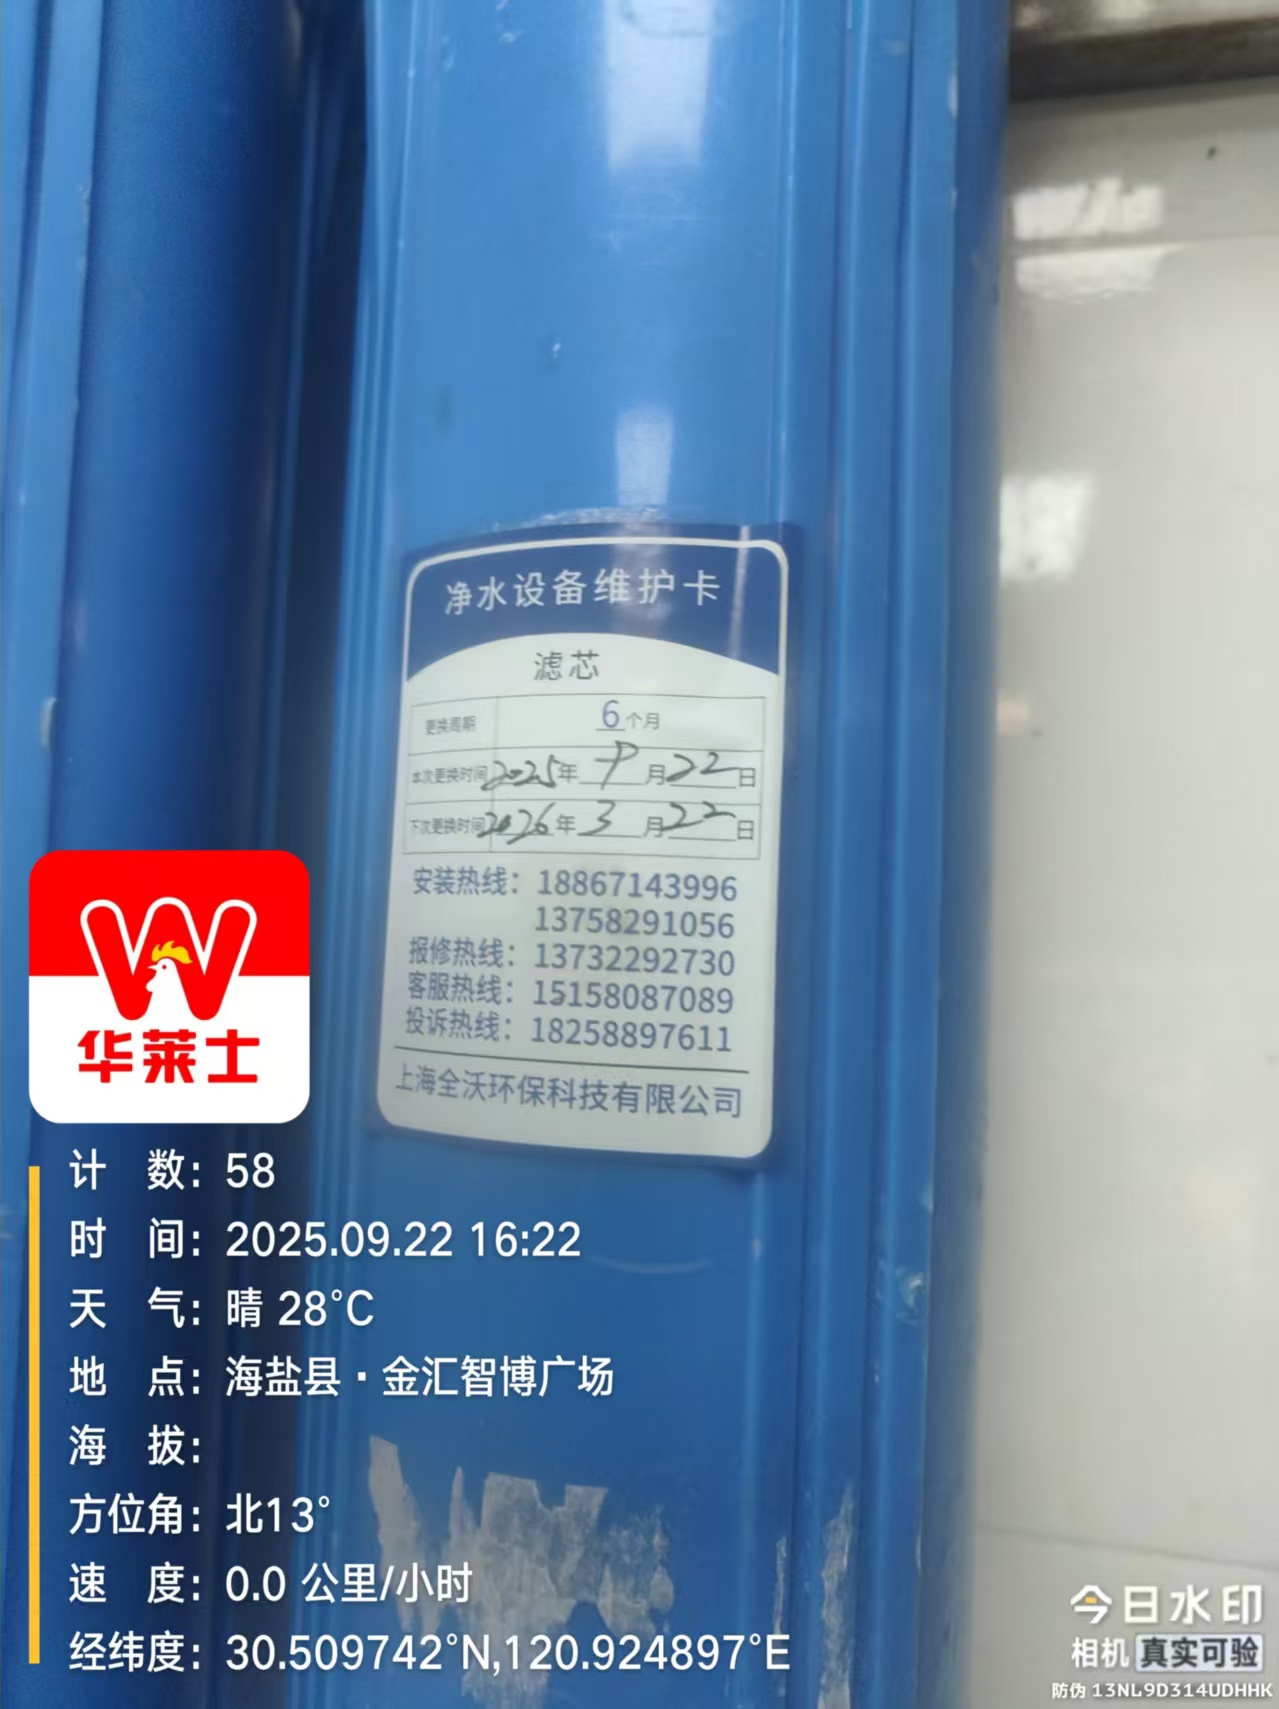 净水设备维护卡
滤芯
更换周期 6个月
本次更换时间 2025年 9月22日
下次更换时间 2026年 3月22日
安装热线：18867143996
13758291056
报修热线：13732292730
客服热线：15158087089
投诉热线：18258897611
上海全沃环保科技有限公司
华莱士
计 数：58
时 间：2025.09.22 16:22
天 气：晴 28°C
地 点：海盐县·金汇智博广场
海 拔：
方位角：北13°
速 度：0.0 公里/小时
经纬度：30.509742°N,120.924897°E
今日水印
相机 真实可验
防伪 13NL9D314UDHHK